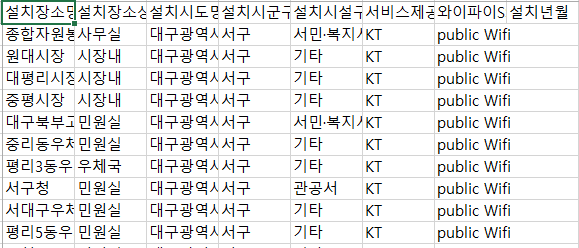 설치장소명 설치장소상 설치시도명 설치시군구 설치시설구 서비스제공 와이파이S 설치년월
종합자원봉 사무실 대구광역시 서구 서민·복지시 KT public Wifi
원대시장 시장내 대구광역시 서구 기타 KT public Wifi
대평리시장 시장내 대구광역시 서구 기타 KT public Wifi
중평시장 시장내 대구광역시 서구 기타 KT public Wifi
대구북부고 민원실 대구광역시 서구 서민·복지시 KT public Wifi
중리동우체 민원실 대구광역시 서구 기타 KT public Wifi
평리3동우 우체국 대구광역시 서구 기타 KT public Wifi
서구청 민원실 대구광역시 서구 관공서 KT public Wifi
서대구우체 민원실 대구광역시 서구 기타 KT public Wifi
평리5동우 민원실 대구광역시 서구 기타 KT public Wifi